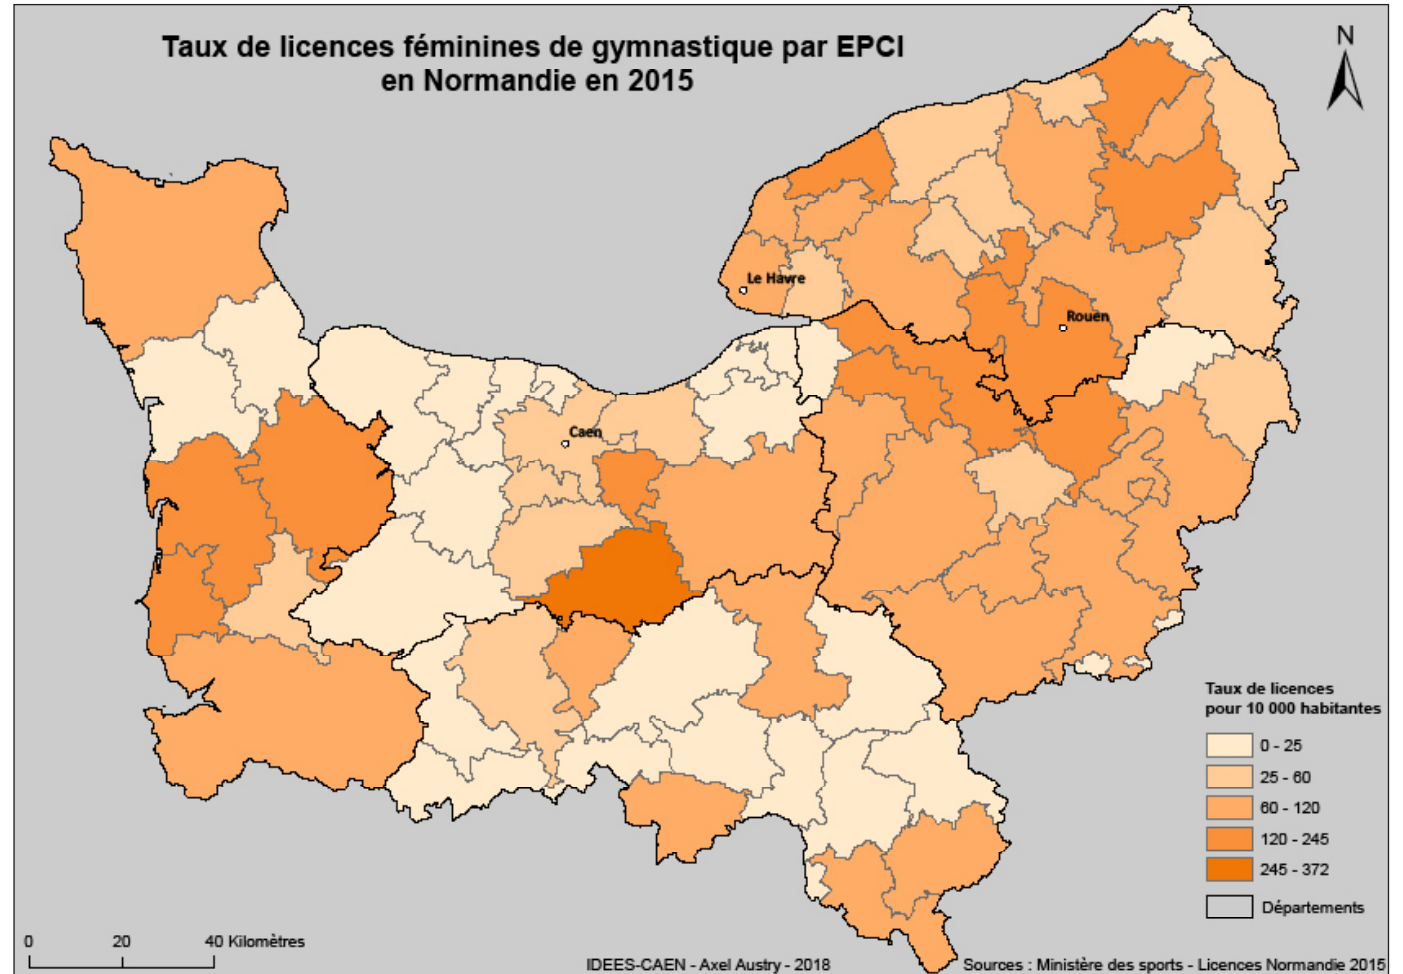 Taux de licences féminines de gymnastique par EPCI
en Normandie en 2015
N
Le Havre
Rouen
Caen
Taux de licences
pour 10 000 habitantes
0 - 25
25 - 60
60 - 120
120 - 245
245 - 372
Départements
0 20 40 Kilomètres
IDEES-CAEN - Axel Austry - 2018
Sources : Ministère des sports - Licences Normandie 2015